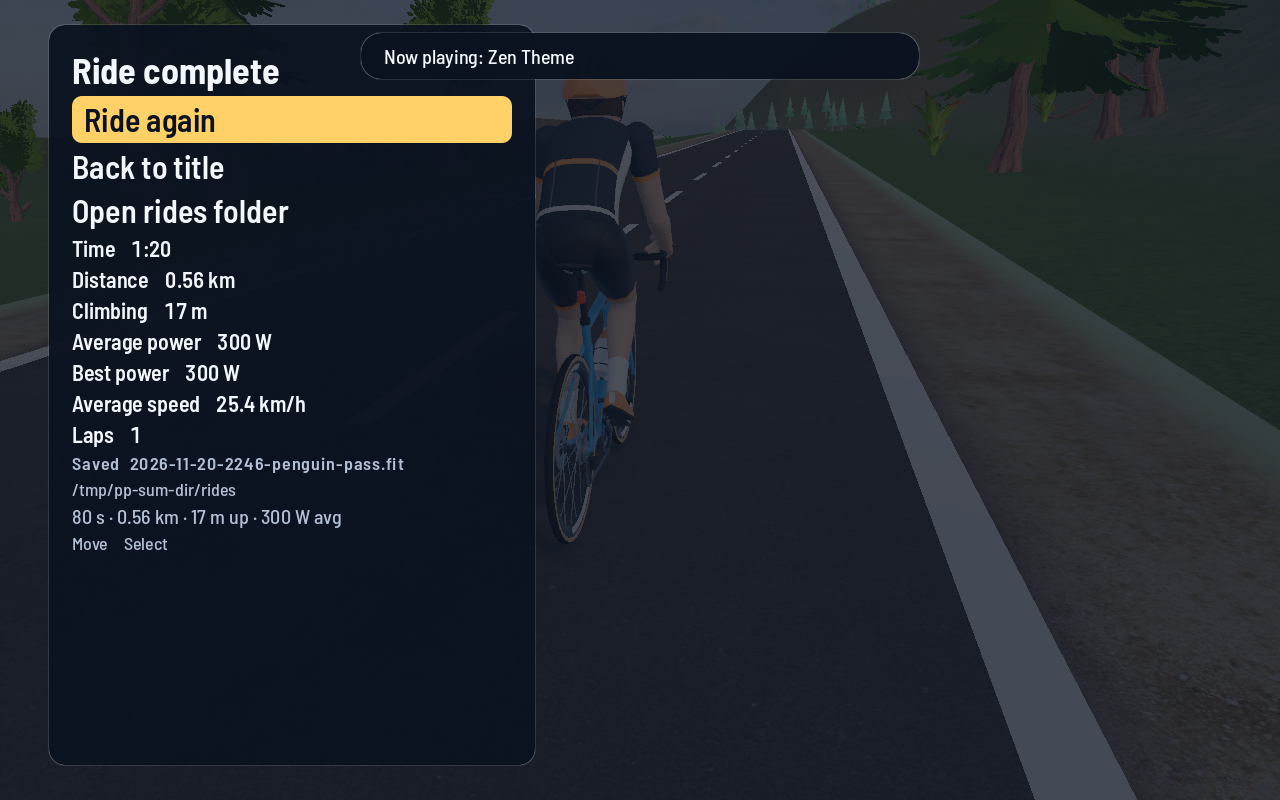 Now playing: Zen Theme
Ride complete
Ride again
Back to title
Open rides folder
Time 1:20
Distance 0.56 km
Climbing 17 m
Average power 300 W
Best power 300 W
Average speed 25.4 km/h
Laps 1
Saved 2026-11-20-2246-penguin-pass.fit
/tmp/pp-sum-dir/rides
80 s · 0.56 km · 17 m up · 300 W avg
Move Select